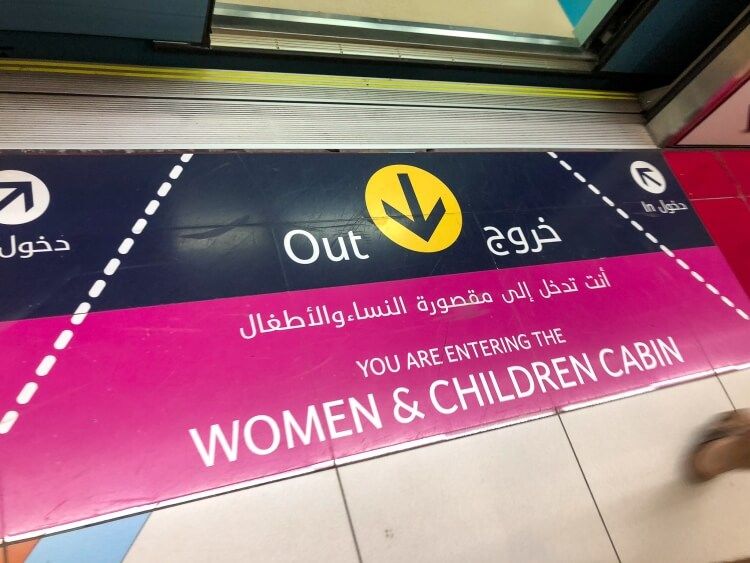 دخول
Out خروج
دخول In
أنت تدخل إلى مقصورة النساء والأطفال
YOU ARE ENTERING THE
WOMEN & CHILDREN CABIN